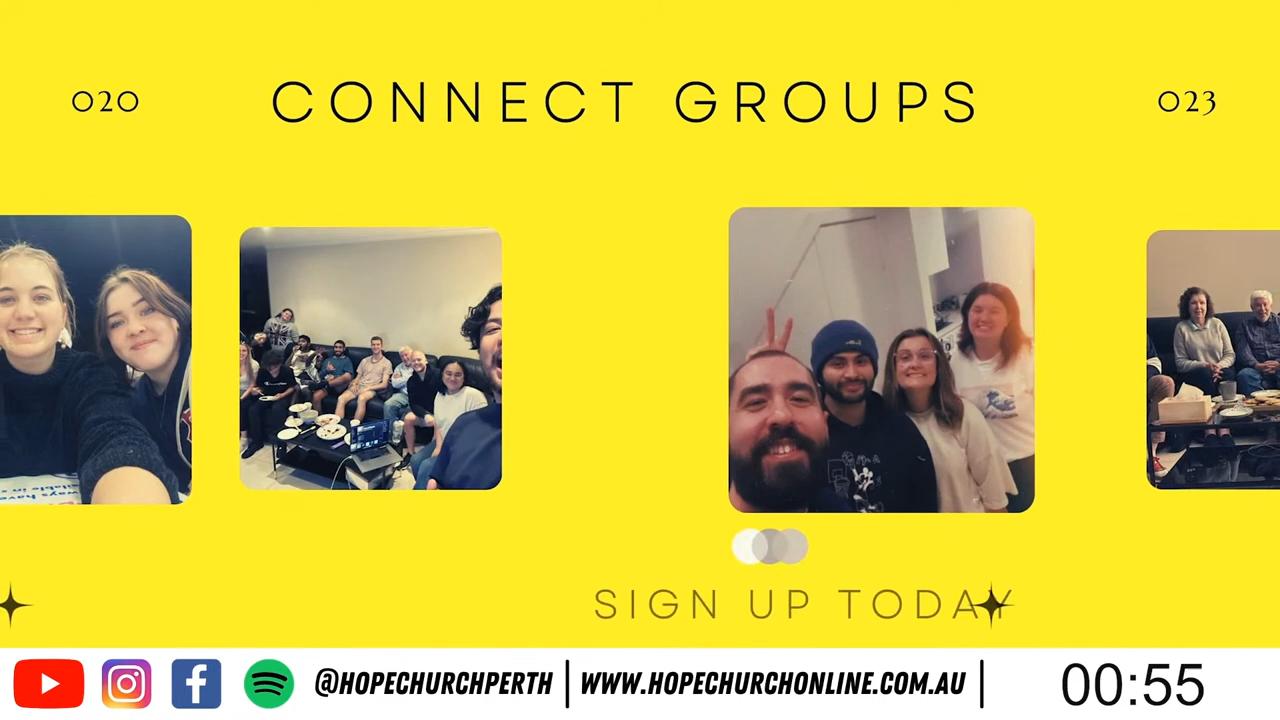 020
CONNECT GROUPS
023
SIGN UP TODAY
@HOPECHURCHPERTH
WWW.HOPECHURCHONLINE.COM.AU
00:55